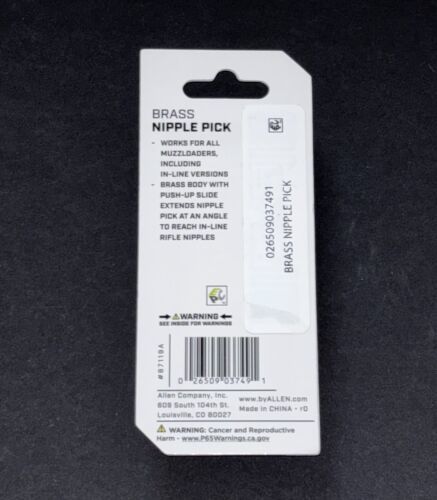 BRASS
NIPPLE PICK
- WORKS FOR ALL
MUZZLOADERS,
INCLUDING
IN-LINE VERSIONS
- BRASS BODY WITH
PUSH-UP SLIDE
EXTENDS NIPPLE
PICK AT AN ANGLE
TO REACH IN-LINE
RIFLE NIPPLES
WARNING
SEE INSIDE FOR WARNINGS
#87119A
0 26509 03749 1
Allen Company, Inc.
809 South 104th St.
Louisville, CO 80027
www.byALLEN.com
Made in CHINA - r0
WARNING: Cancer and Reproductive
Harm - www.P65Warnings.ca.gov
026509037491
BRASS NIPPLE PICK